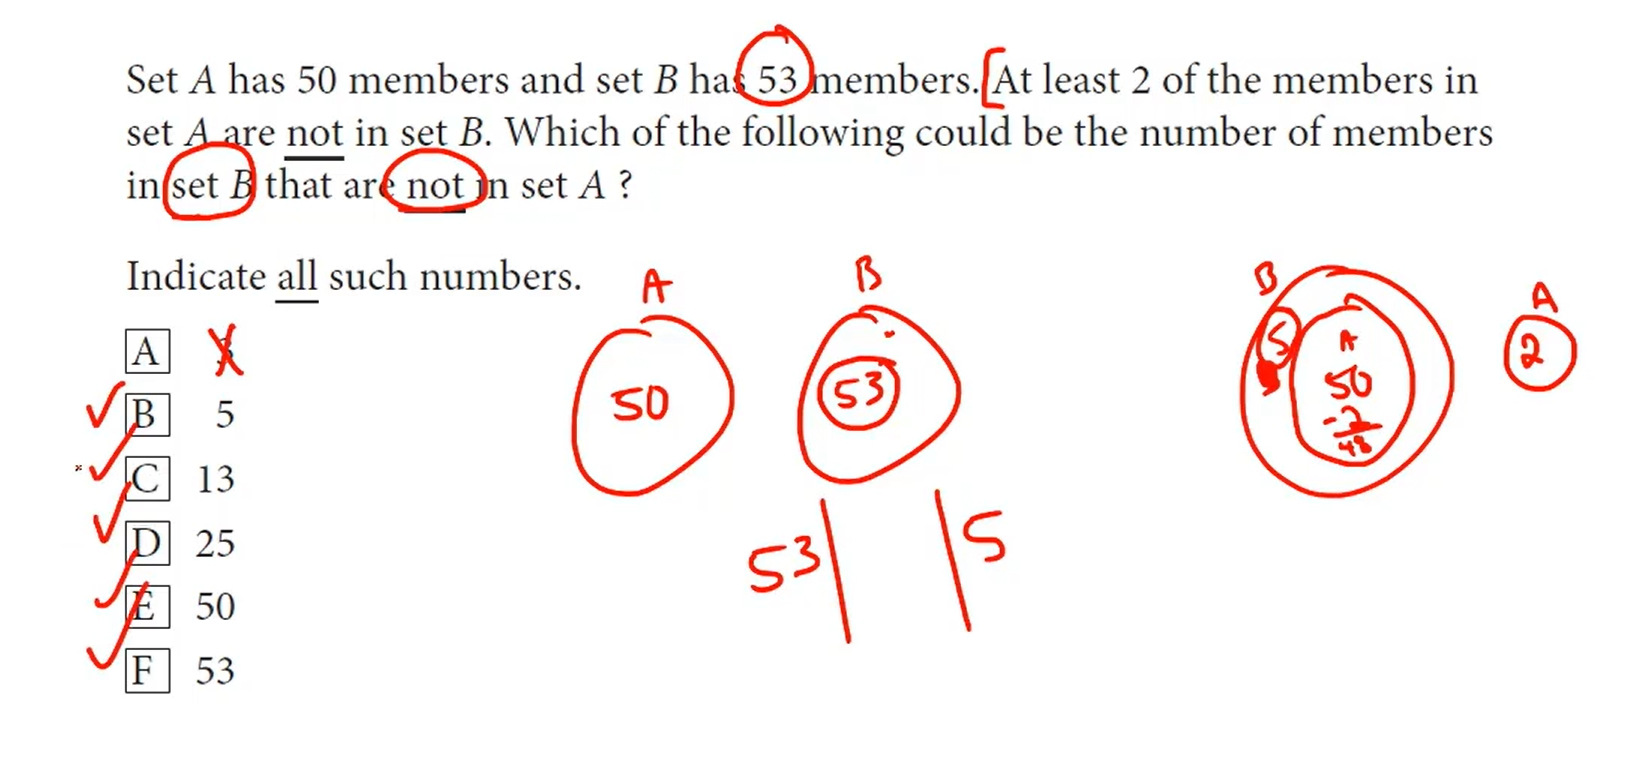 Set A has 50 members and set B has 53 members. At least 2 of the members in
set A are not in set B. Which of the following could be the number of members
in set B that are not in set A ?
Indicate all such numbers.
A
B 5
C 13
D 25
E 50
F 53
A
50
B
53
53
5
B
5
A
50
-2
48
A
2